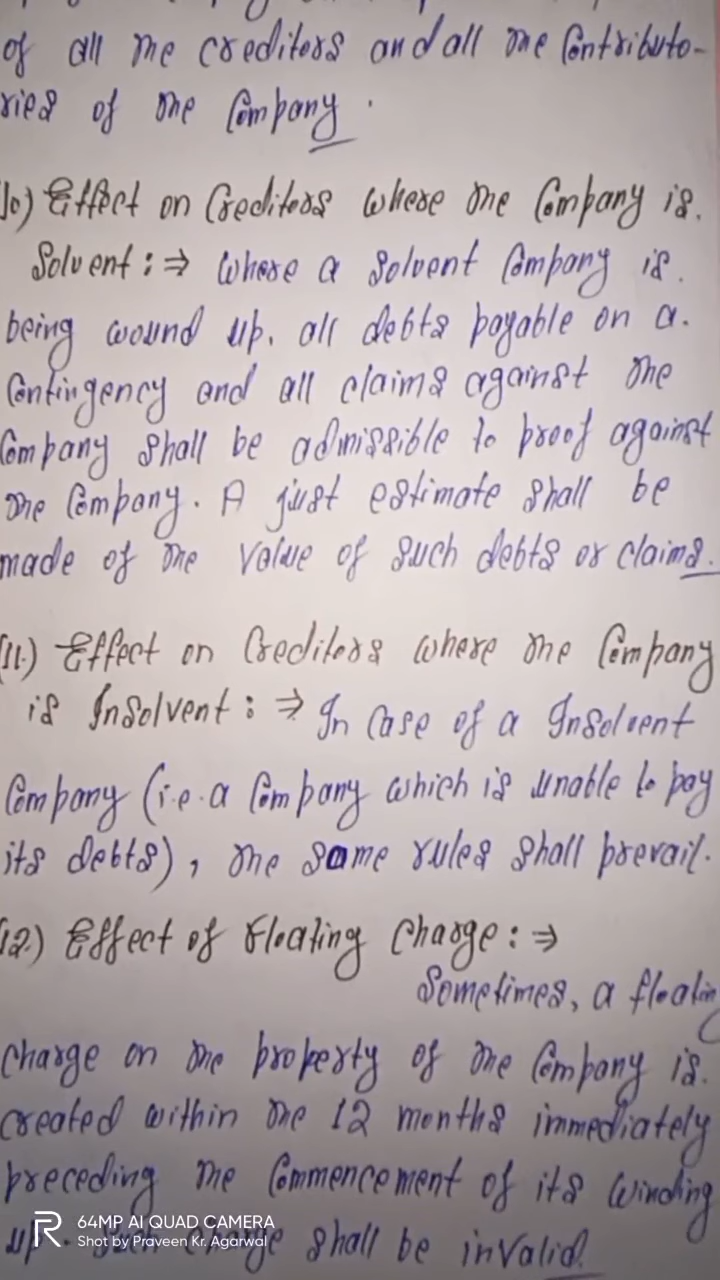 of all the creditors and all the Contributo-
ries of the Company.
10) Effect on Creditors where the Company is.
Solvent :⇒ where a Solvent Company is.
being wound up. all debts payable on a.
Contingency and all claims against the
Company shall be admissible to proof against
the Company. A just estimate shall be
made of the value of such debts or claims.
(11.) Effect on Creditors where the Company
is Insolvent :⇒ In Case of a Insolvent
Company (i.e. a Company which is unable to pay
its debts), the same rules shall prevail.
(12) Effect of Floating Charge :⇒
Sometimes, a floating
charge on the property of the Company is.
created within the 12 months immediately
preceding the Commencement of its Winding
up. Such charge shall be invalid.
64MP AI QUAD CAMERA
Shot by Praveen Kr. Agarwal